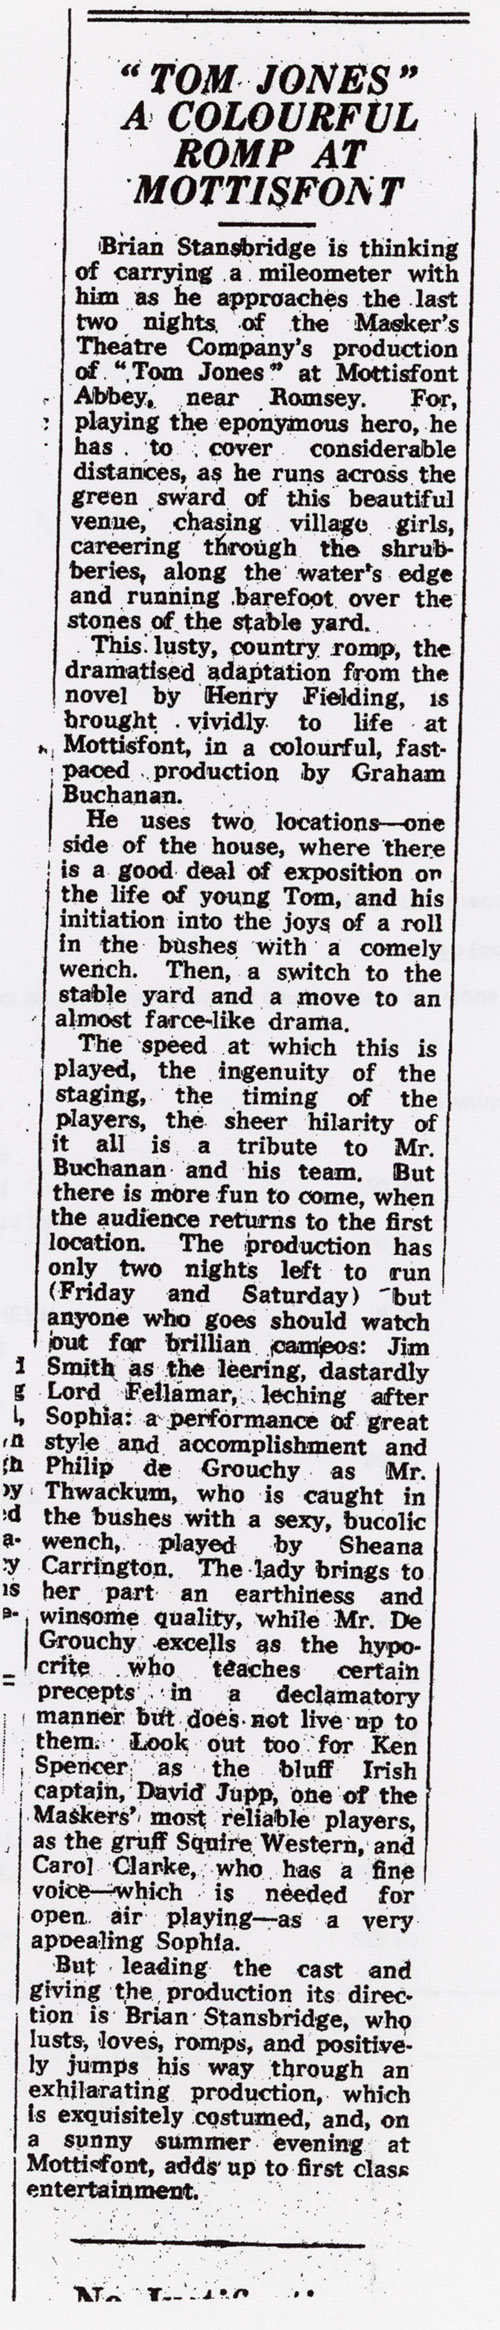 “TOM JONES”
A COLOURFUL
ROMP AT
MOTTISFONT
Brian Stansbridge is thinking
of carrying a mileometer with
him as he approaches the last
two nights of the Masker's
Theatre Company's production
of “Tom Jones” at Mottisfont
Abbey, near Romsey. For,
playing the eponymous hero, he
has to cover considerable
distances, as he runs across the
green sward of this beautiful
venue, chasing village girls,
careering through the shrub-
beries, along the water's edge
and running barefoot over the
stones of the stable yard.
This lusty, country romp, the
dramatised adaptation from the
novel by Henry Fielding, is
brought vividly to life at
Mottisfont, in a colourful, fast-
paced production by Graham
Buchanan.
He uses two locations—one
side of the house, where there
is a good deal of exposition on
the life of young Tom, and his
initiation into the joys of a roll
in the bushes with a comely
wench. Then, a switch to the
stable yard and a move to an
almost farce-like drama.
The speed at which this is
played, the ingenuity of the
staging, the timing of the
players, the sheer hilarity of
it all is a tribute to Mr.
Buchanan and his team. But
there is more fun to come, when
the audience returns to the first
location. The production has
only two nights left to run
(Friday and Saturday) but
anyone who goes should watch
out for brillian cameos: Jim
Smith as the leering, dastardly
Lord Fellamar, leching after
Sophia: a performance of great
style and accomplishment and
Philip de Grouchy as Mr.
Thwackum, who is caught in
the bushes with a sexy, bucolic
wench, played by Sheana
Carrington. The lady brings to
her part an earthiness and
winsome quality, while Mr. De
Grouchy excells as the hypo-
crite who teaches certain
precepts in a declamatory
manner but does not live up to
them. Look out too for Ken
Spencer as the bluff Irish
captain, David Jupp, one of the
Maskers' most reliable players,
as the gruff Squire Western, and
Carol Clarke, who has a fine
voice—which is needed for
open air playing—as a very
appealing Sophia.
But leading the cast and
giving the production its direc-
tion is Brian Stansbridge, who
lusts, loves, romps, and positive-
ly jumps his way through an
exhilarating production, which
is exquisitely costumed, and, on
a sunny summer evening at
Mottisfont, adds up to first class
entertainment.